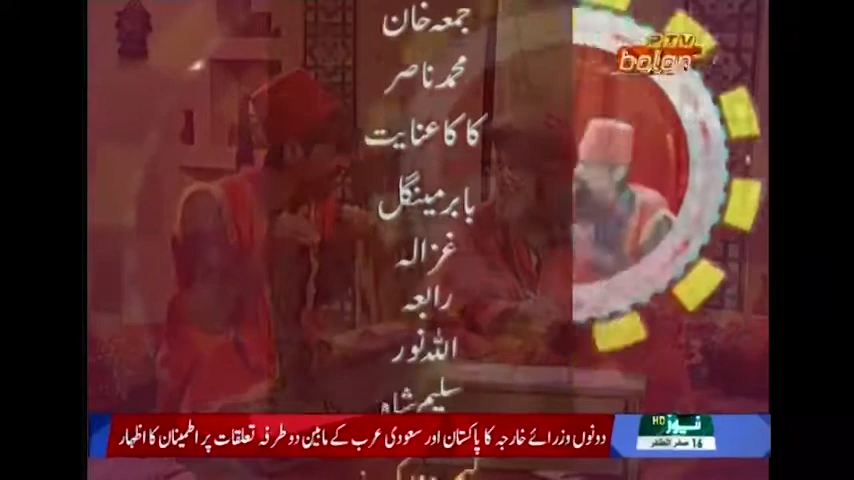 جمعہ خان
PTV
bolan
محمد ناصر
کاکا عنایت
بابر مینگل
غزالہ
رابعہ
اللہ نور
سلیم شاہ
دونوں وزرائے خارجہ کا پاکستان اور سعودی عرب کے مابین دو طرفہ تعلقات پر اطمینان کا اظہار
نیوز HD
16 صفر المظفر